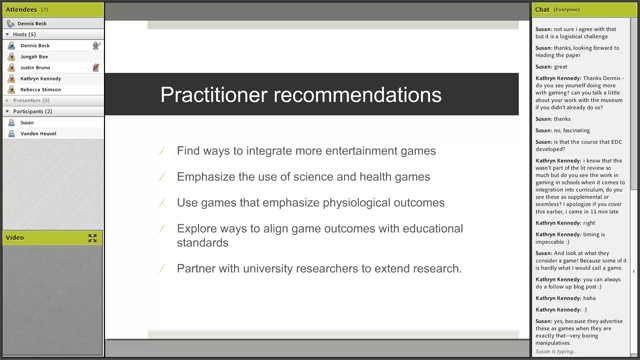 Attendees (7)
Dennis Beck
Hosts (5)
Dennis Beck
Jungah Bae
Justin Bruno
Kathryn Kennedy
Rebecca Stimson
Presenters (0)
Participants (2)
Susan
Vanden Heuvel
Video
Practitioner recommendations
Find ways to integrate more entertainment games
Emphasize the use of science and health games
Use games that emphasize physiological outcomes
Explore ways to align game outcomes with educational
standards
Partner with university researchers to extend research.
Chat (Everyone)
Susan: not sure i agree with that
but it is a logistical challenge
Susan: thanks, looking forward to
reading the paper
Susan: great
Kathryn Kennedy: Thanks Dennis -
do you see yourself doing more
with gaming? can you talk a little
about your work with the museum
if you didn't already do so?
Susan: thanks
Susan: no, fascinating
Susan: Is that the course that EDC
developed?
Kathryn Kennedy: i know that this
wasn't part of the lit review so
much but do you see the work in
gaming in schools when it comes to
integration into curriculum, do you
see these as supplemental or
seemless? I apologize if you cover
this earlier, i came in 15 min late
Kathryn Kennedy: right
Kathryn Kennedy: timing is
impeccable :)
Susan: And look at what they
consider a game! Because some of it
is hardly what I would call a game.
Kathryn Kennedy: you can always
do a follow up blog post :)
Kathryn Kennedy: haha
Kathryn Kennedy: :)
Susan: yes, because they advertise
these as games when they are
exactly that--very boring
manipulatives.
Susan is typing..